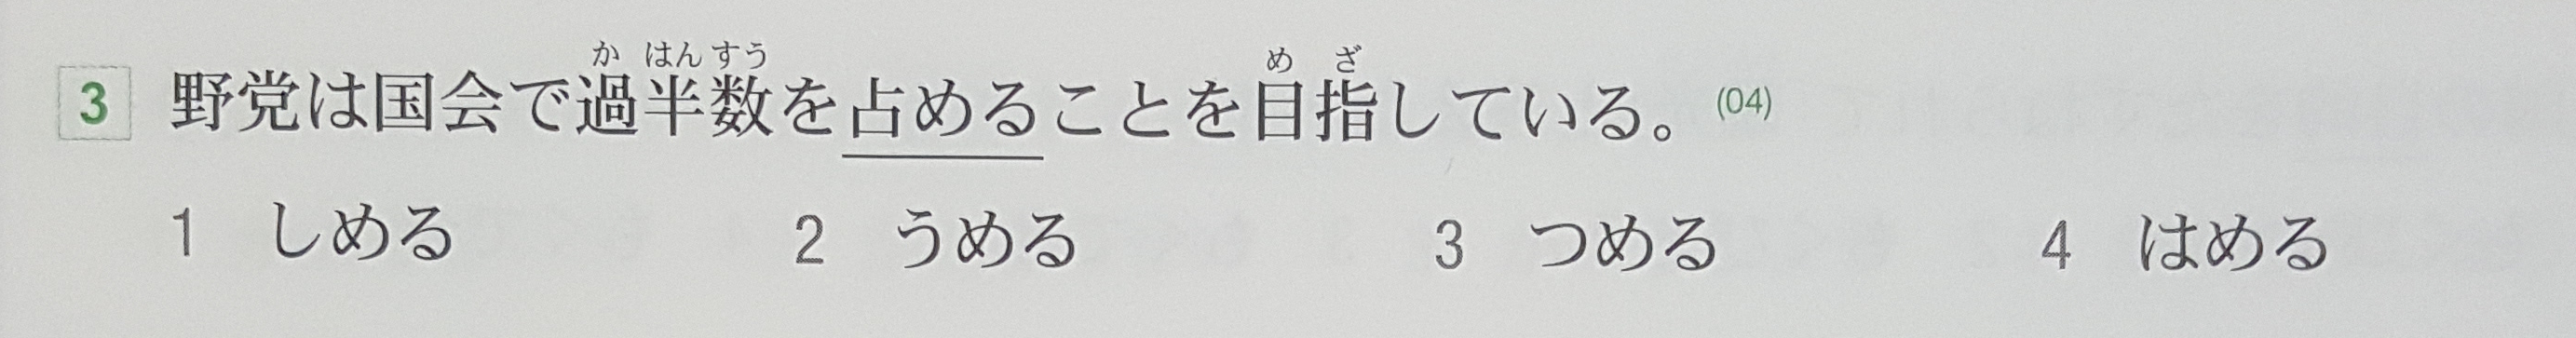 か はん すう め ざ
3 野党は国会で過半数を占めることを目指している。(04)
1 しめる 2 うめる 3 つめる 4 はめる